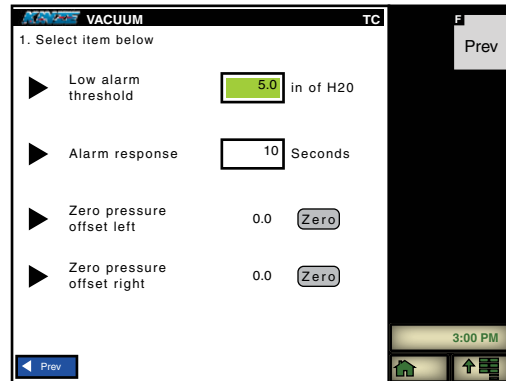 KINZE VACUUM TC
1. Select item below
F
Prev
Low alarm
threshold
5.0 in of H20
Alarm response
10 Seconds
Zero pressure
offset left
0.0 Zero
Zero pressure
offset right
0.0 Zero
3:00 PM
Prev